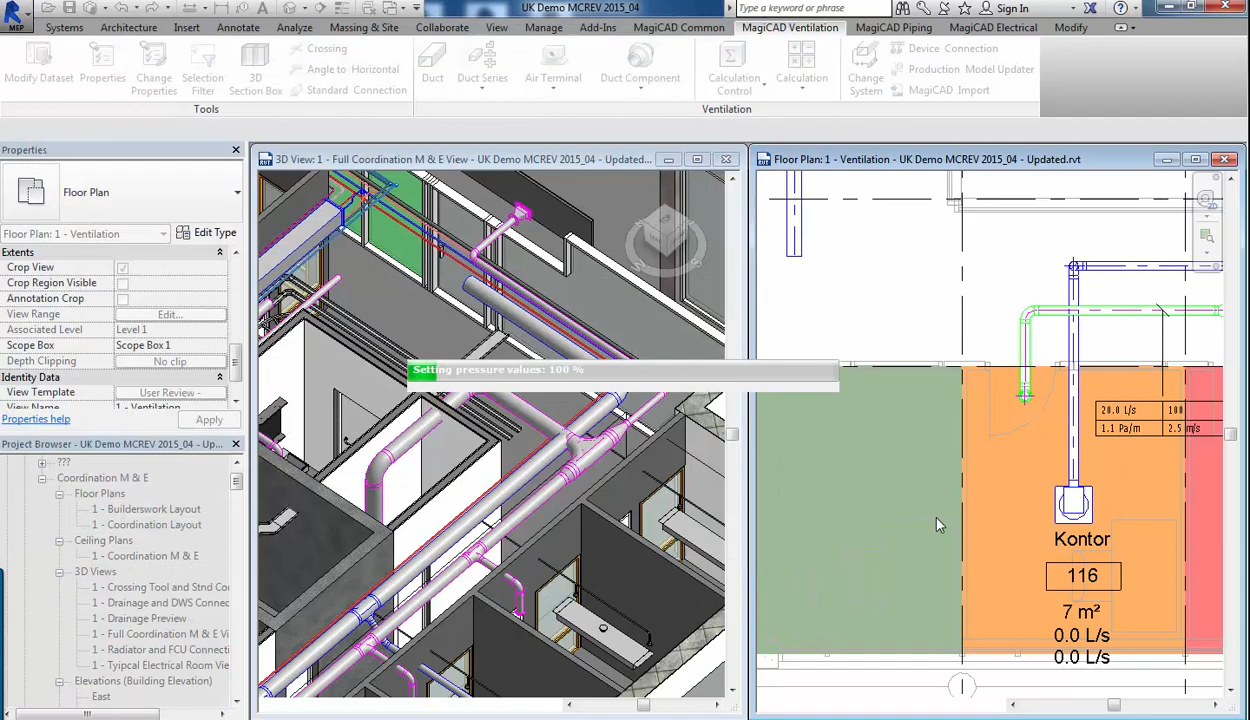 UK Demo MCREV 2015_04
Type a keyword or phrase
Sign In
MEP
Systems
Architecture
Insert
Annotate
Analyze
Massing & Site
Collaborate
View
Manage
Add-Ins
MagiCAD Common
MagiCAD Ventilation
MagiCAD Piping
MagiCAD Electrical
Modify
Modify Dataset
Properties
Change Properties
Selection Filter
3D Section Box
Crossing
Angle to Horizontal
Standard Connection
Duct
Duct Series
Air Terminal
Duct Component
Calculation Control
Calculation
Change System
Device Connection
Production Model Updater
MagiCAD Import
Tools
Ventilation
Properties
Floor Plan
Floor Plan: 1 - Ventilation
Edit Type
Extents
Crop View
Crop Region Visible
Annotation Crop
View Range
Edit...
Associated Level
Level 1
Scope Box
Scope Box 1
Depth Clipping
No clip
Identity Data
View Template
User Review -
View Name
1 - Ventilation
Properties help
Apply
Project Browser - UK Demo MCREV 2015_04 - Up...
???
Coordination M & E
Floor Plans
1 - Builderswork Layout
1 - Coordination Layout
Ceiling Plans
1 - Coordination M & E
3D Views
1 - Crossing Tool and Stnd Co
1 - Drainage and DWS Connec
1 - Drainage Preview
1 - Full Coordination M & E Vi
1 - Radiator and FCU Connecti
1 - Tyipcal Electrical Room Vie
Elevations (Building Elevation)
East
3D View: 1 - Full Coordination M & E View - UK Demo MCREV 2015_04 - Updated.rvt
Setting pressure values: 100 %
Floor Plan: 1 - Ventilation - UK Demo MCREV 2015_04 - Updated.rvt
2D
20.0 L/s
100
1.1 Pa/m
2.5 m/s
Kontor
116
7 m²
0.0 L/s
0.0 L/s